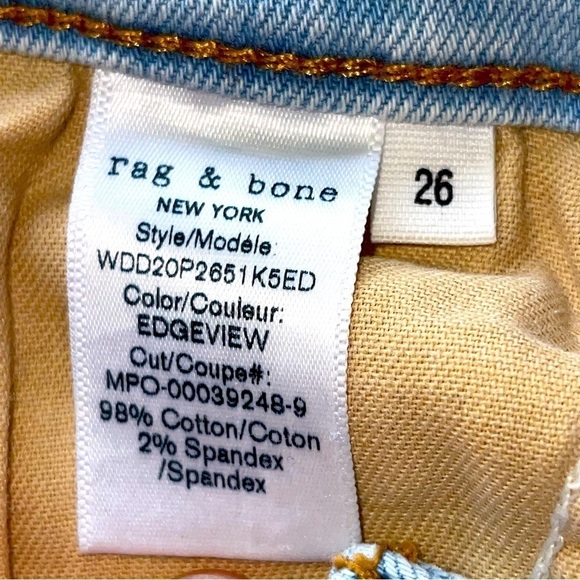 rag & bone
NEW YORK
Style/Modéle:
WDD20P2651K5ED
Color/Couleur:
EDGEVIEW
Cut/Coupe#:
MPO-00039248-9
98% Cotton/Coton
2% Spandex
/Spandex
26